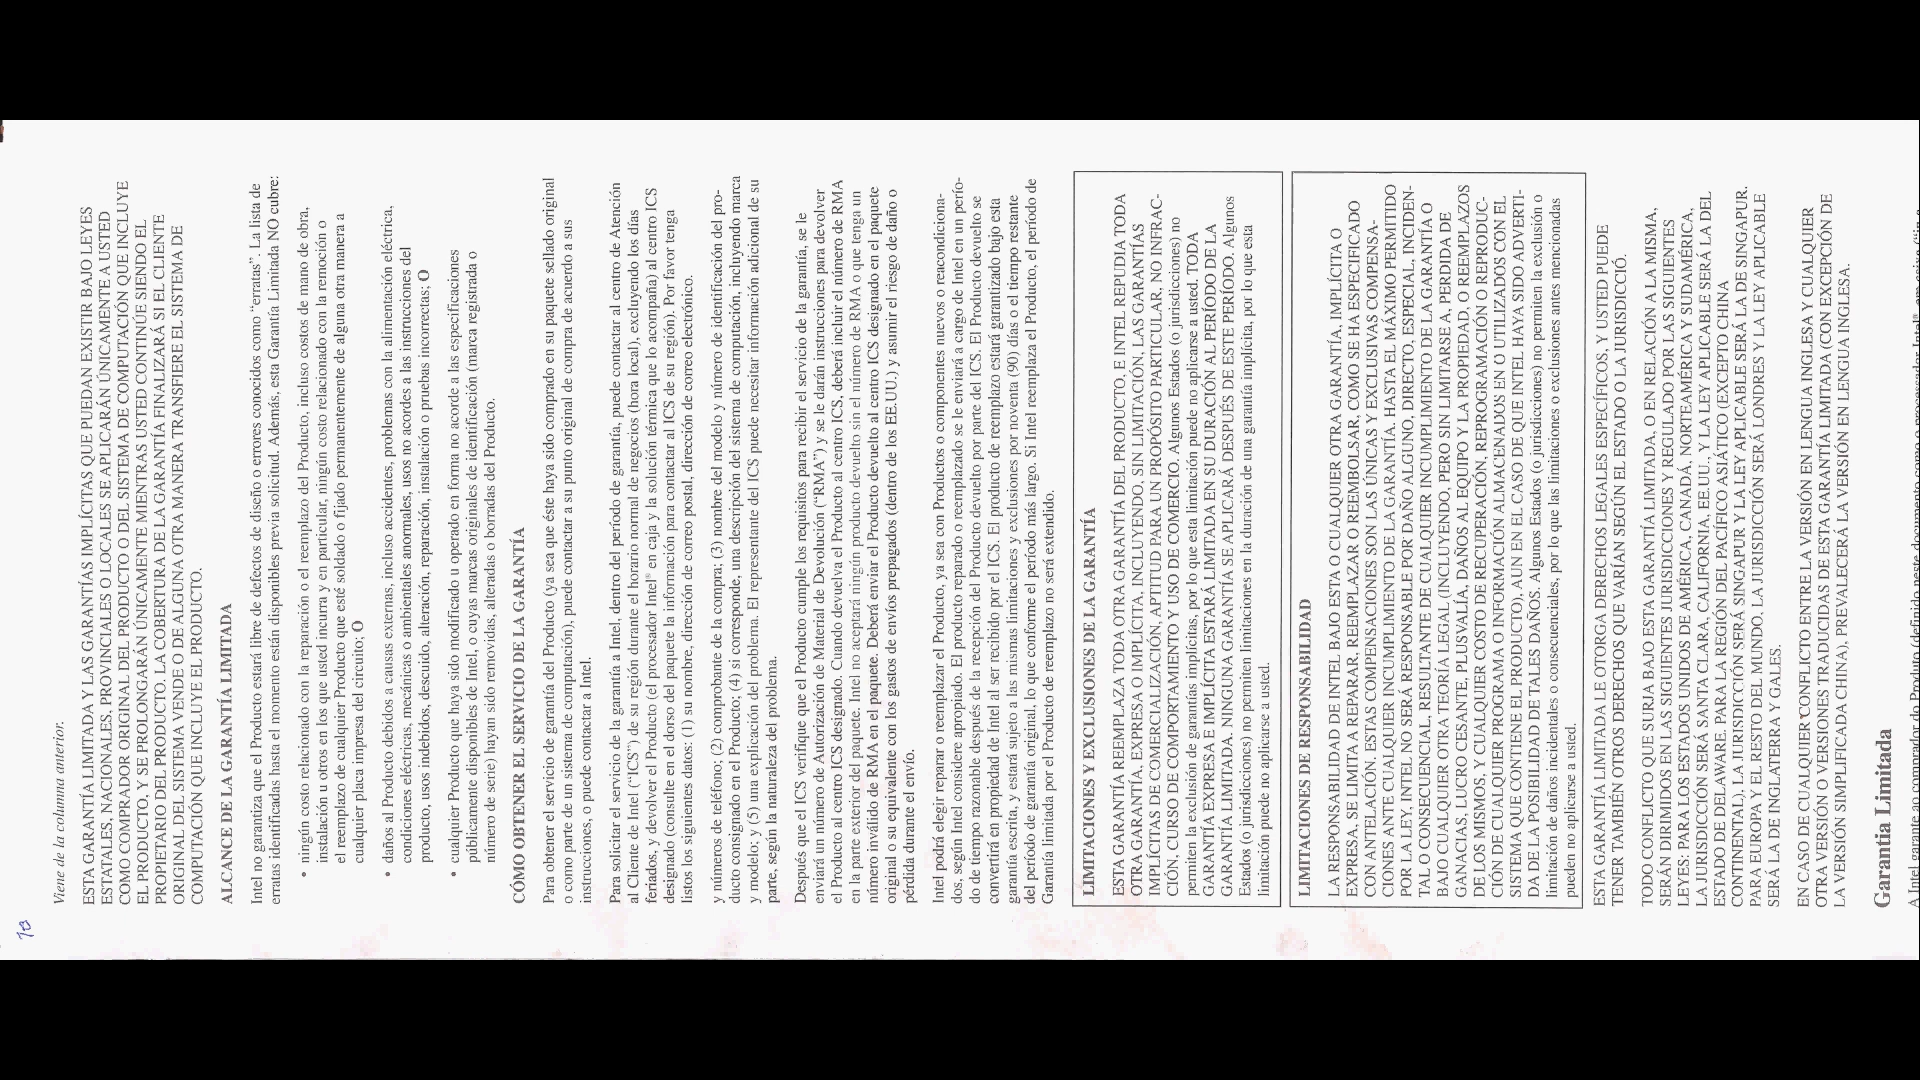 70
Viene de la columna anterior.
ESTA GARANTÍA LIMITADA Y LAS GARANTÍAS IMPLÍCITAS QUE PUEDAN EXISTIR BAJO LEYES
ESTATALES, NACIONALES, PROVINCIALES O LOCALES SE APLICARÁN ÚNICAMENTE A USTED
COMO COMPRADOR ORIGINAL DEL PRODUCTO O DEL SISTEMA DE COMPUTACIÓN QUE INCLUYE
EL PRODUCTO, Y SE PROLONGARÁN ÚNICAMENTE MIENTRAS USTED CONTINÚE SIENDO EL
PROPIETARIO DEL PRODUCTO. LA COBERTURA DE LA GARANTÍA FINALIZARÁ SI EL CLIENTE
ORIGINAL DEL SISTEMA VENDE O DE ALGUNA OTRA MANERA TRANSFIERE EL SISTEMA DE
COMPUTACIÓN QUE INCLUYE EL PRODUCTO.
ALCANCE DE LA GARANTÍA LIMITADA
Intel no garantiza que el Producto estará libre de defectos de diseño o errores conocidos como “erratas”. La lista de
erratas identificadas hasta el momento están disponibles previa solicitud. Además, esta Garantía Limitada NO cubre:
• ningún costo relacionado con la reparación o el reemplazo del Producto, incluso costos de mano de obra,
instalación u otros en los que usted incurra y en particular, ningún costo relacionado con la remoción o
el reemplazo de cualquier Producto que esté soldado o fijado permanentemente de alguna otra manera a
cualquier placa impresa del circuito; O
• daños al Producto debidos a causas externas, incluso accidentes, problemas con la alimentación eléctrica,
condiciones eléctricas, mecánicas o ambientales anormales, usos no acordes a las instrucciones del
producto, usos indebidos, descuido, alteración, reparación, instalación o pruebas incorrectas; O
• cualquier Producto que haya sido modificado u operado en forma no acorde a las especificaciones
públicamente disponibles de Intel, o cuyas marcas originales de identificación (marca registrada o
número de serie) hayan sido removidas, alteradas o borradas del Producto.
CÓMO OBTENER EL SERVICIO DE LA GARANTÍA
Para obtener el servicio de garantía del Producto (ya sea que éste haya sido comprado en su paquete sellado original
o como parte de un sistema de computación), puede contactar a su punto original de compra de acuerdo a sus
instrucciones, o puede contactar a Intel.
Para solicitar el servicio de la garantía a Intel, dentro del período de garantía, puede contactar al centro de Atención
al Cliente de Intel (“ICS”) de su región durante el horario normal de negocios (hora local), excluyendo los días
feriados, y devolver el Producto (el procesador Intel® en caja y la solución térmica que lo acompaña) al centro ICS
designado (consulte en el dorso del paquete la información para contactar al ICS de su región). Por favor tenga
listos los siguientes datos: (1) su nombre, dirección de correo postal, dirección de correo electrónico.
y números de teléfono; (2) comprobante de la compra; (3) nombre del modelo y número de identificación del pro-
ducto consignado en el Producto; (4) si corresponde, una descripción del sistema de computación, incluyendo marca
y modelo; y (5) una explicación del problema. El representante del ICS puede necesitar información adicional de su
parte, según la naturaleza del problema.
Después que el ICS verifique que el Producto cumple los requisitos para recibir el servicio de la garantía, se le
enviará un número de Autorización de Material de Devolución (“RMA”) y se le darán instrucciones para devolver
el Producto al centro ICS designado. Cuando devuelva el Producto al centro ICS, deberá incluir el número de RMA
en la parte exterior del paquete. Intel no aceptará ningún producto devuelto sin el número de RMA o que tenga un
número inválido de RMA en el paquete. Deberá enviar el Producto devuelto al centro ICS designado en el paquete
original o su equivalente con los gastos de envíos prepagados (dentro de los EE.UU.) y asumir el riesgo de daño o
pérdida durante el envío.
Intel podrá elegir reparar o reemplazar el Producto, ya sea con Productos o componentes nuevos o reacondiciona-
dos, según Intel considere apropiado. El producto reparado o reemplazado se le enviará a cargo de Intel en un perío-
do de tiempo razonable después de la recepción del Producto devuelto por parte del ICS. El Producto devuelto se
convertirá en propiedad de Intel al ser recibido por el ICS. El producto de reemplazo estará garantizado bajo esta
garantía escrita, y estará sujeto a las mismas limitaciones y exclusiones por noventa (90) días o el tiempo restante
del período de garantía original, lo que conforme el período más largo. Si Intel reemplaza el Producto, el período de
Garantía limitada por el Producto de reemplazo no será extendido.
LIMITACIONES Y EXCLUSIONES DE LA GARANTÍA
ESTA GARANTÍA REEMPLAZA TODA OTRA GARANTÍA DEL PRODUCTO, E INTEL REPUDIA TODA
OTRA GARANTÍA, EXPRESA O IMPLÍCITA, INCLUYENDO, SIN LIMITACIÓN, LAS GARANTÍAS
IMPLÍCITAS DE COMERCIALIZACIÓN, APTITUD PARA UN PROPÓSITO PARTICULAR, NO INFRAC-
CIÓN, CURSO DE COMPORTAMIENTO Y USO DE COMERCIO. Algunos Estados (o jurisdicciones) no
permiten la exclusión de garantías implícitas, por lo que esta limitación puede no aplicarse a usted. TODA
GARANTÍA EXPRESA E IMPLÍCITA ESTARÁ LIMITADA EN SU DURACIÓN AL PERÍODO DE LA
GARANTÍA LIMITADA. NINGUNA GARANTÍA SE APLICARÁ DESPUÉS DE ESTE PERÍODO. Algunos
Estados (o jurisdicciones) no permiten limitaciones en la duración de una garantía implícita, por lo que esta
limitación puede no aplicarse a usted.
LIMITACIONES DE RESPONSABILIDAD
LA RESPONSABILIDAD DE INTEL BAJO ESTA O CUALQUIER OTRA GARANTÍA, IMPLÍCITA O
EXPRESA, SE LIMITA A REPARAR, REEMPLAZAR O REEMBOLSAR, COMO SE HA ESPECIFICADO
CON ANTELACIÓN. ESTAS COMPENSACIONES SON LAS ÚNICAS Y EXCLUSIVAS COMPENSA-
CIONES ANTE CUALQUIER INCUMPLIMIENTO DE LA GARANTÍA. HASTA EL MÁXIMO PERMITIDO
POR LA LEY, INTEL NO SERÁ RESPONSABLE POR DAÑO ALGUNO, DIRECTO, ESPECIAL, INCIDEN-
TAL O CONSECUENCIAL, RESULTANTE DE CUALQUIER INCUMPLIMIENTO DE LA GARANTÍA O
BAJO CUALQUIER OTRA TEORÍA LEGAL (INCLUYENDO, PERO SIN LIMITARSE A, PERDIDA DE
GANACIAS, LUCRO CESANTE, PLUSVALÍA, DAÑOS AL EQUIPO Y LA PROPIEDAD, O REEMPLAZOS
DE LOS MISMOS, Y CUALQUIER COSTO DE RECUPERACIÓN, REPROGRAMACIÓN O REPRODUC-
CIÓN DE CUALQUIER PROGRAMA O INFORMACIÓN ALMACENADOS EN O UTILIZADOS CON EL
SISTEMA QUE CONTIENE EL PRODUCTO), AUN EN EL CASO DE QUE INTEL HAYA SIDO ADVERTI-
DA DE LA POSIBILIDAD DE TALES DAÑOS. Algunos Estados (o jurisdicciones) no permiten la exclusión o
limitación de daños incidentales o consecuenciales, por lo que las limitaciones o exclusiones antes mencionadas
pueden no aplicarse a usted.
ESTA GARANTÍA LIMITADA LE OTORGA DERECHOS LEGALES ESPECÍFICOS, Y USTED PUEDE
TENER TAMBIÉN OTROS DERECHOS QUE VARÍAN SEGÚN EL ESTADO O LA JURISDICCIÓ.
TODO CONFLICTO QUE SURJA BAJO ESTA GARANTÍA LIMITADA, O EN RELACIÓN A LA MISMA,
SERÁN DIRIMIDOS EN LAS SIGUIENTES JURISDICCIONES Y REGULADO POR LAS SIGUIENTES
LEYES: PARA LOS ESTADOS UNIDOS DE AMÉRICA, CANADÁ, NORTEAMÉRICA Y SUDAMÉRICA,
LA JURISDICCIÓN SERÁ SANTA CLARA, CALIFORNIA, EE.UU., Y LA LEY APLICABLE SERÁ LA DEL
ESTADO DE DELAWARE. PARA LA REGIÓN DEL PACÍFICO ASIÁTICO (EXCEPTO CHINA
CONTINENTAL), LA JURISDICCIÓN SERÁ SINGAPUR Y LA LEY APLICABLE SERÁ LA DE SINGAPUR.
PARA EUROPA Y EL RESTO DEL MUNDO, LA JURISDICCIÓN SERÁ LONDRES Y LA LEY APLICABLE
SERÁ LA DE INGLATERRA Y GALES.
EN CASO DE CUALQUIER CONFLICTO ENTRE LA VERSIÓN EN LENGUA INGLESA Y CUALQUIER
OTRA VERSIÓN O VERSIONES TRADUCIDAS DE ESTA GARANTÍA LIMITADA (CON EXCEPCIÓN DE
LA VERSIÓN SIMPLIFICADA CHINA), PREVALECERÁ LA VERSIÓN EN LENGUA INGLESA.
Garantia Limitada
A Intel garante ao comprador do Produto (definido neste documento como o processador Intel®